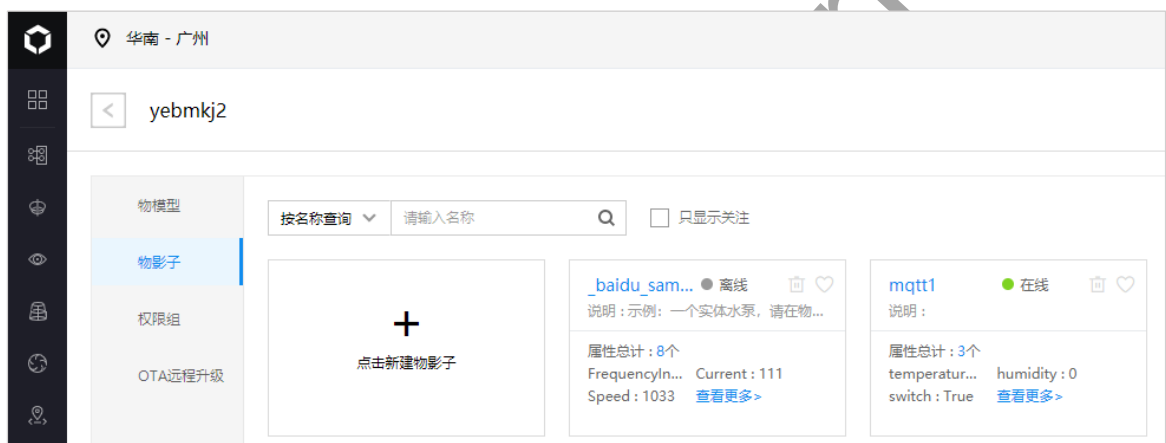 华南 - 广州
yebmkj2
物模型
物影子
权限组
OTA远程升级
按名称查询 请输入名称 只显示关注
点击新建物影子
_baidu_sam... 离线
说明 : 示例: 一个实体水泵, 请在物...
属性总计 : 8个
FrequencyIn... Current : 111
Speed : 1033 查看更多>
mqtt1 在线
说明 :
属性总计 : 3个
temperatur... humidity : 0
switch : True 查看更多>